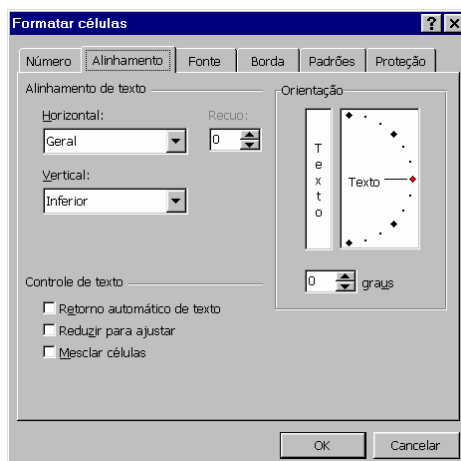 Formatar células
Número Alinhamento Fonte Borda Padrões Proteção
Alinhamento de texto
Horizontal:
Recuo:
Geral
0
Vertical:
Inferior
Orientação
Texto
Texto
0 graus
Controle de texto
Retorno automático de texto
Reduzir para ajustar
Mesclar células
OK Cancelar